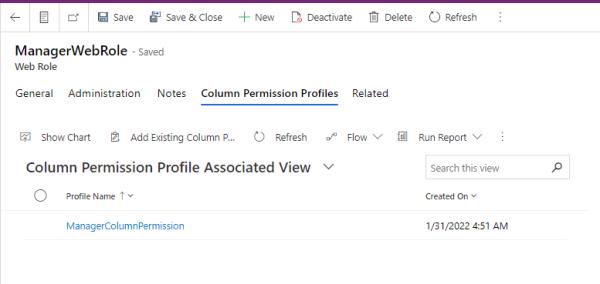 Save Save & Close New Deactivate Delete Refresh
ManagerWebRole - Saved
Web Role
General Administration Notes Column Permission Profiles Related
Show Chart Add Existing Column P... Refresh Flow Run Report
Column Permission Profile Associated View
Search this view
Profile Name Created On
ManagerColumnPermission 1/31/2022 4:51 AM